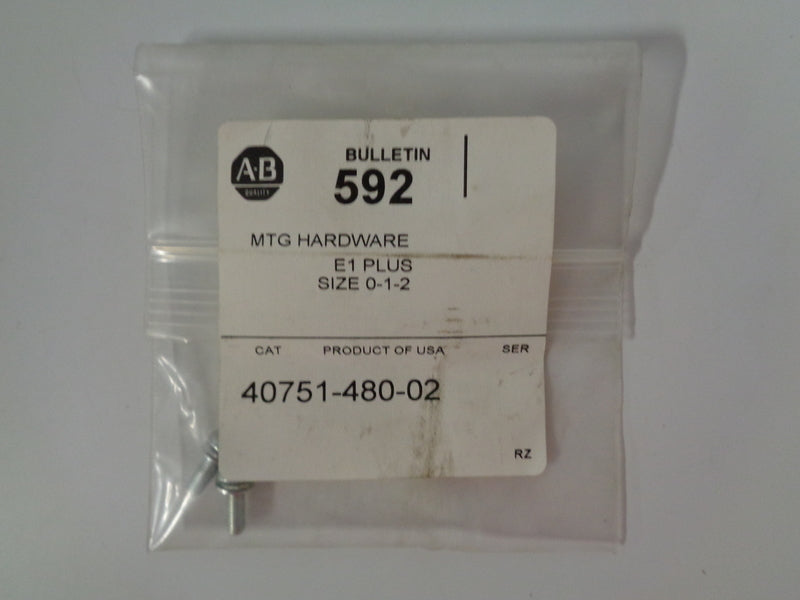 A-B
QUALITY
BULLETIN
592
MTG HARDWARE
E1 PLUS
SIZE 0-1-2
CAT PRODUCT OF USA SER
40751-480-02
RZ